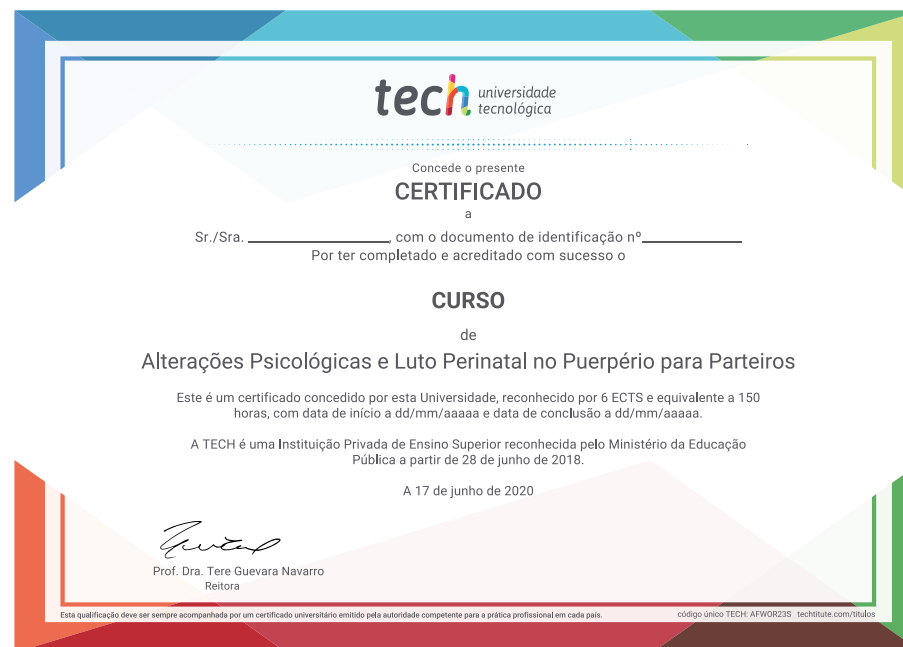 tech universidade
tecnológica
Concede o presente
CERTIFICADO
a
Sr./Sra. ________________, com o documento de identificação nº____________
Por ter completado e acreditado com sucesso o
CURSO
de
Alterações Psicológicas e Luto Perinatal no Puerpério para Parteiros
Este é um certificado concedido por esta Universidade, reconhecido por 6 ECTS e equivalente a 150
horas, com data de início a dd/mm/aaaaa e data de conclusão a dd/mm/aaaaa.
A TECH é uma Instituição Privada de Ensino Superior reconhecida pelo Ministério da Educação
Pública a partir de 28 de junho de 2018.
A 17 de junho de 2020
Prof. Dra. Tere Guevara Navarro
Reitora
Esta qualificação deve ser sempre acompanhada por um certificado universitário emitido pela autoridade competente para a prática profissional em cada país.
código único TECH: AFWOR23S techtitute.com/titulos